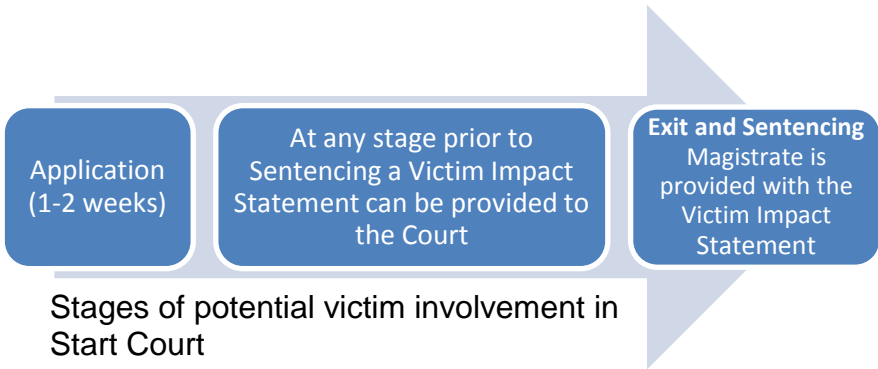 Application
(1-2 weeks)
At any stage prior to
Sentencing a Victim Impact
Statement can be provided to
the Court
Exit and Sentencing
Magistrate is
provided with the
Victim Impact
Statement
Stages of potential victim involvement in
Start Court